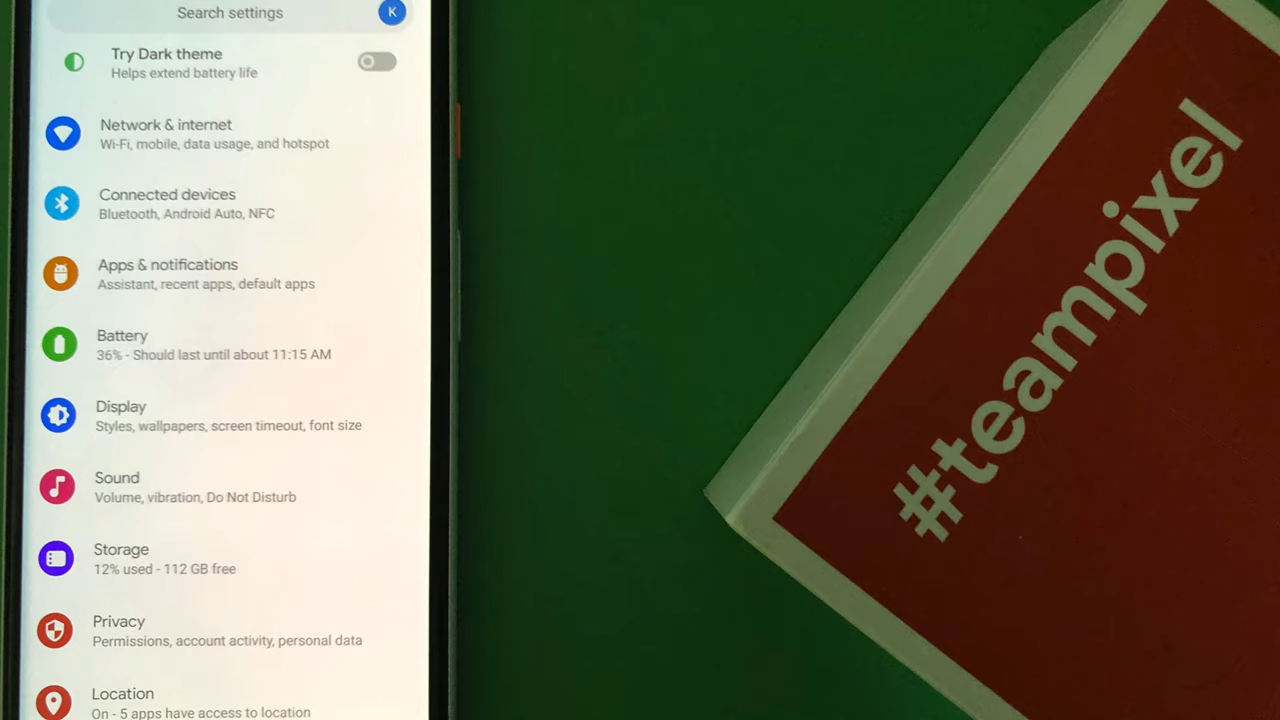 Search settings
K
Try Dark theme
Helps extend battery life
Network & internet
Wi-Fi, mobile, data usage, and hotspot
Connected devices
Bluetooth, Android Auto, NFC
Apps & notifications
Assistant, recent apps, default apps
Battery
36% - Should last until about 11:15 AM
Display
Styles, wallpapers, screen timeout, font size
Sound
Volume, vibration, Do Not Disturb
Storage
12% used - 112 GB free
Privacy
Permissions, account activity, personal data
Location
On - 5 apps have access to location
#teampixel